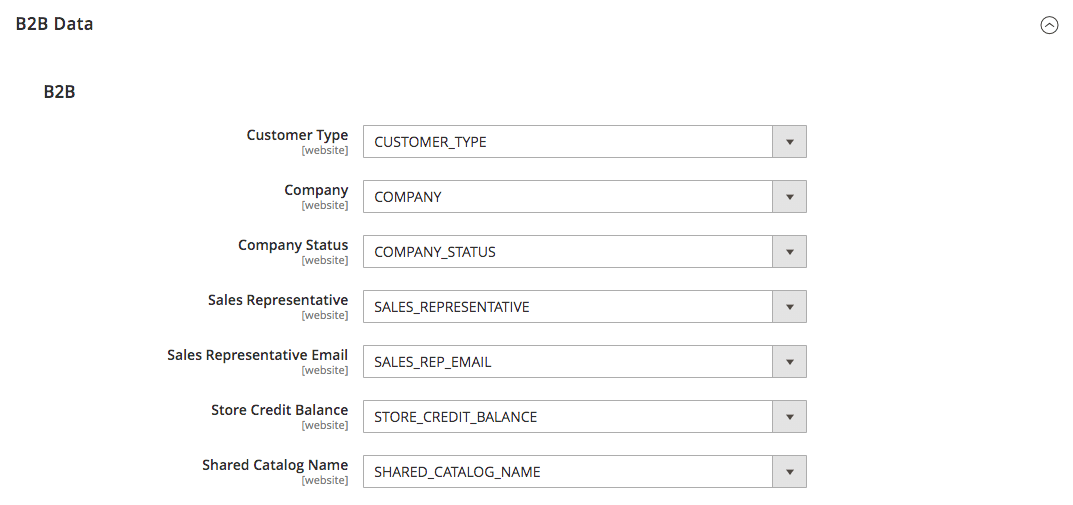 B2B Data
B2B
Customer Type
[website]
CUSTOMER_TYPE
Company
[website]
COMPANY
Company Status
[website]
COMPANY_STATUS
Sales Representative
[website]
SALES_REPRESENTATIVE
Sales Representative Email
[website]
SALES_REP_EMAIL
Store Credit Balance
[website]
STORE_CREDIT_BALANCE
Shared Catalog Name
[website]
SHARED_CATALOG_NAME